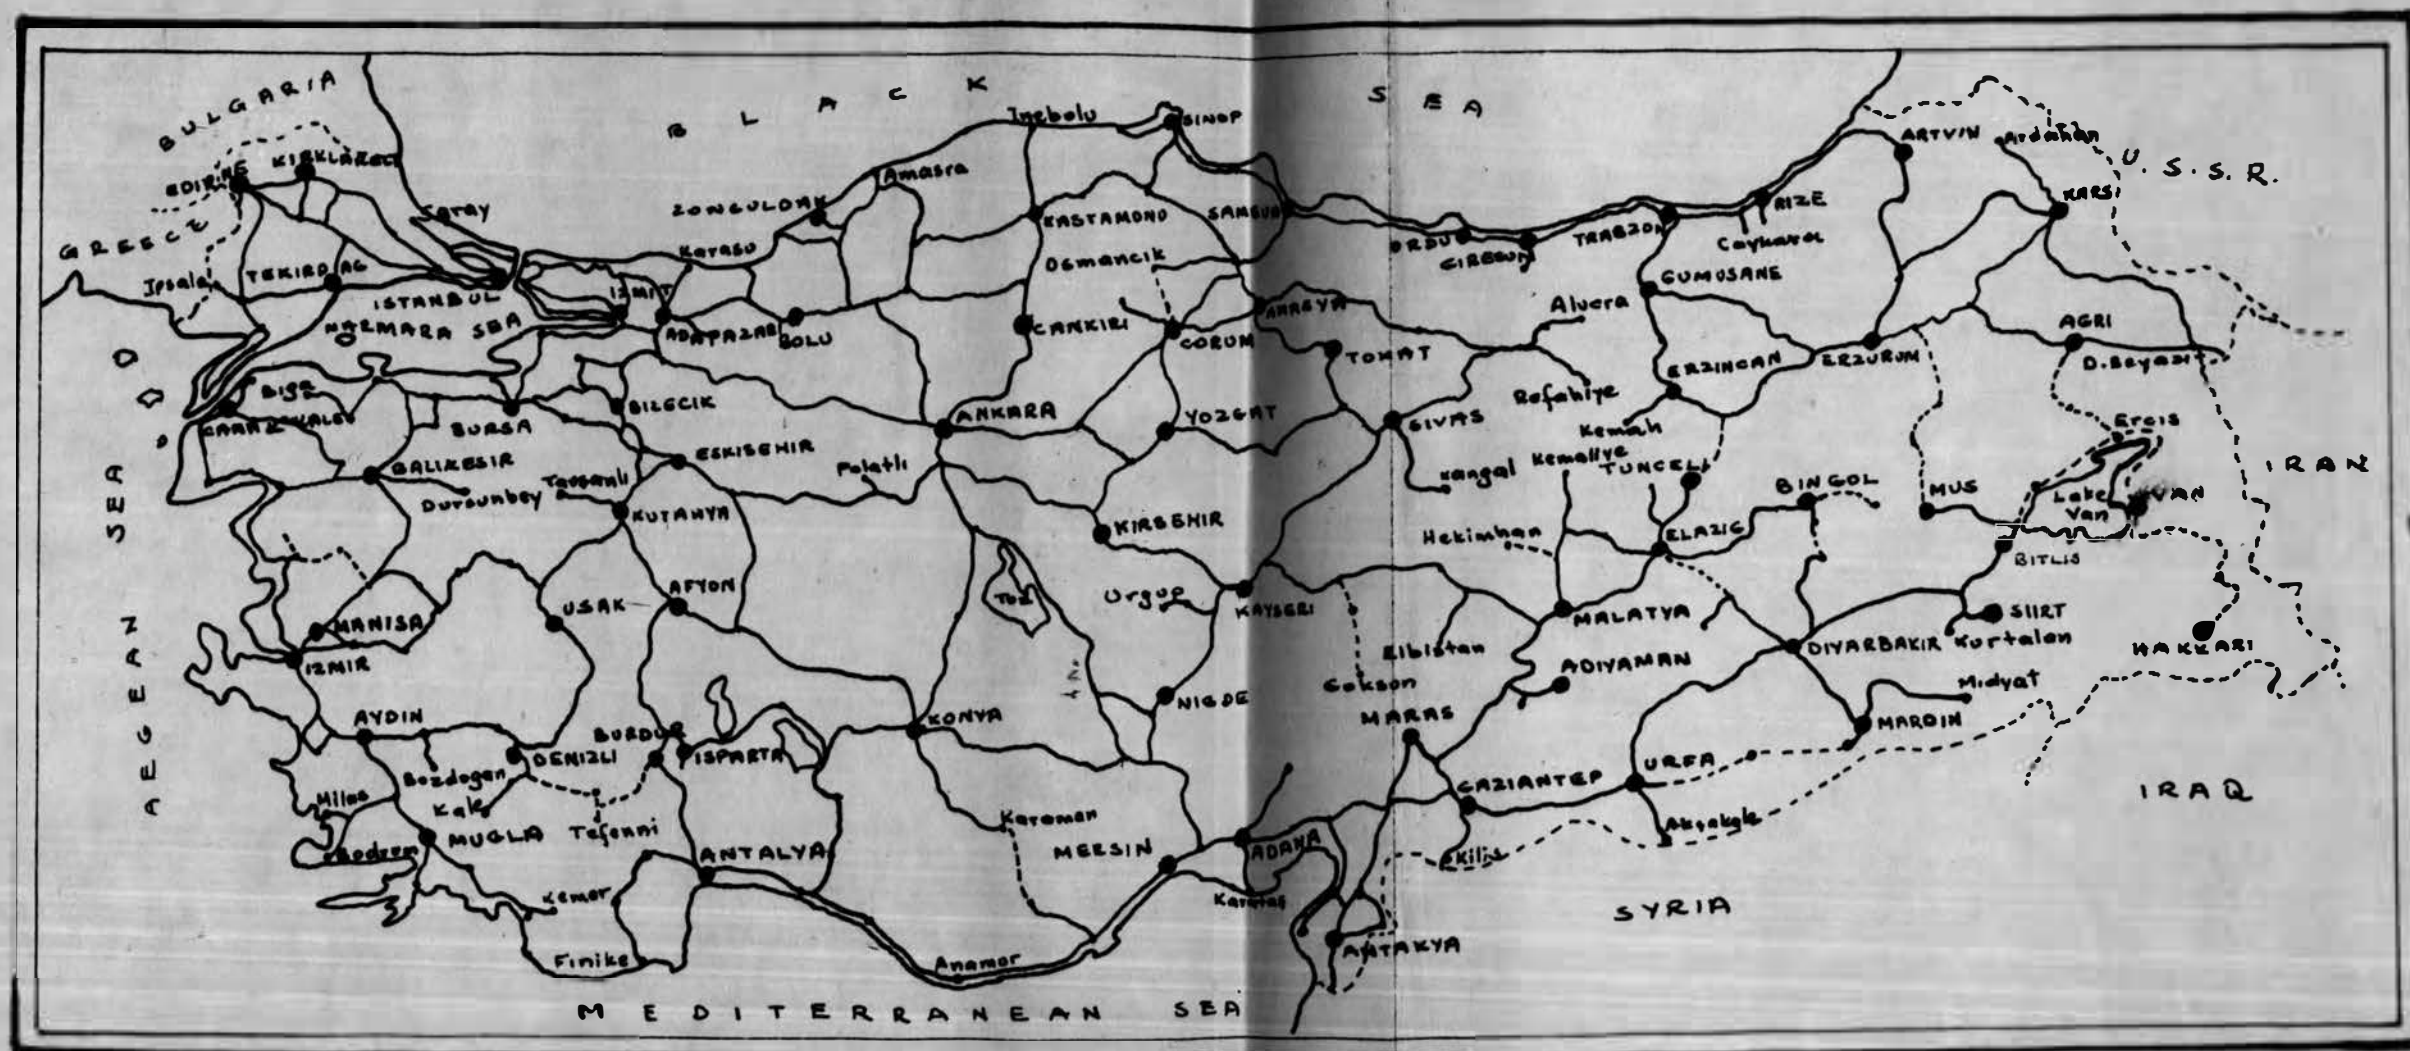 BULGARIA
BLACK SEA
Inebolu
SINOP
ARTVIN
Ardahan
U.S.S.R.
EDIRNE
KIRKLARELI
Amasra
KARS
Saray
ZONGULDAK
KASTAMONU
SAMSUN
RIZE
GREECE
ORDU
GIRESUN
TRABZON
Caykara
Karasu
Osmancik
Ipsala
TEKIRDAG
ISTANBUL
IZMIT
GUMUSANE
MARMARA SEA
ADAPAZARI
BOLU
CANKIRI
CORUM
AMASYA
Alucra
AGRI
TOKAT
ERZINCAN
ERZURUM
D.Beyazit
Biga
CANAKKALE
BURSA
BILECIK
ANKARA
YOZGAT
SIVAS
Refahiye
Kemah
Ercis
BALIKESIR
Dursunbey
Tavsanli
ESKISEHIR
Polatli
Kangal
Kemaliye
TUNCELI
BINGOL
MUS
Lake Van
VAN
IRAN
KUTAHYA
KIRSEHIR
Hekimhan
ELAZIG
BITLIS
AEGEAN SEA
MANISA
USAK
AFYON
Tuz
Urgup
KAYSERI
MALATYA
SIIRT
IZMIR
Elbistan
ADIYAMAN
DIYARBAKIR
Kurtalan
HAKKARI
Gokson
Midyat
AYDIN
BURDUR
KONYA
NIGDE
MARAS
MARDIN
Bozdogan
DENIZLI
ISPARTA
GAZIANTEP
URFA
IRAQ
Milas
Kale
MUGLA
Tefenni
Karaman
MERSIN
ADANA
Kilis
Akcakale
Bodrum
ANTALYA
Kemer
Karatas
SYRIA
Finike
Anamor
ANTAKYA
MEDITERRANEAN SEA